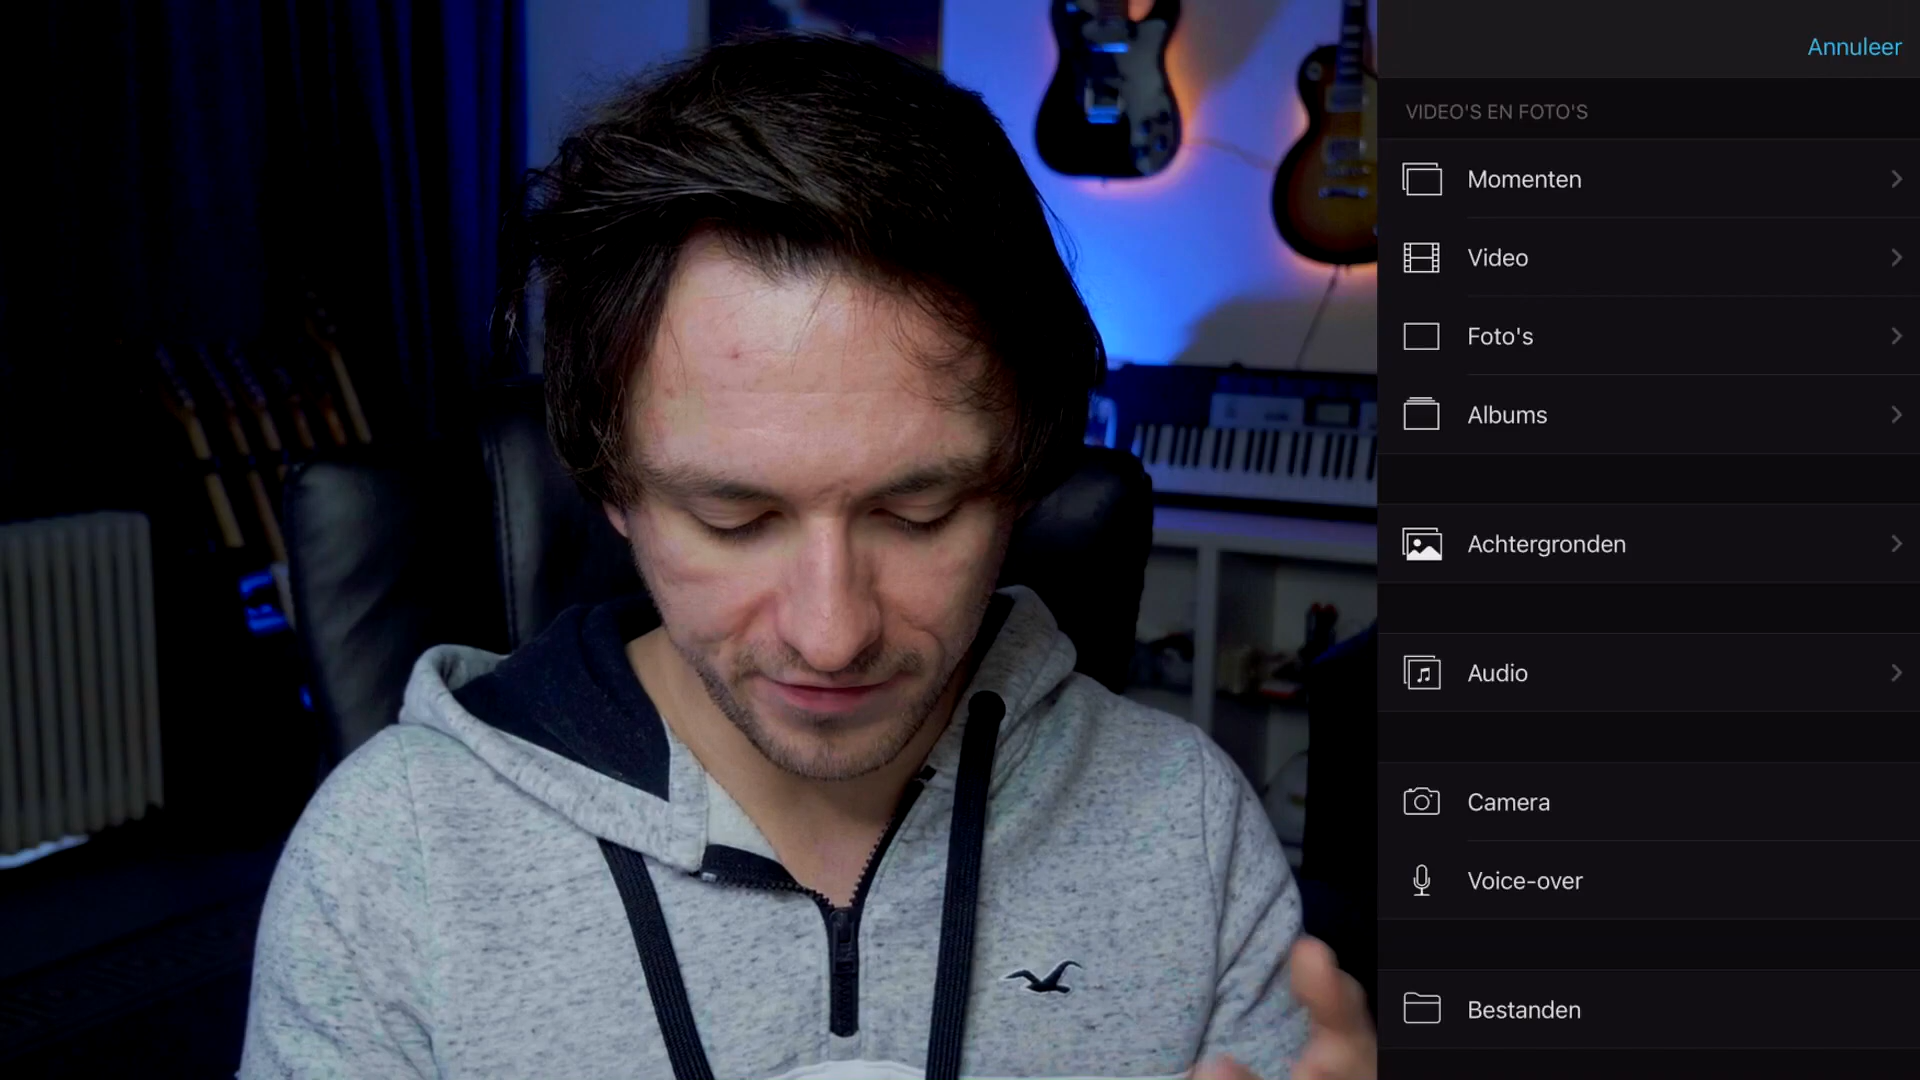 Annuleer
VIDEO'S EN FOTO'S
Momenten
Video
Foto's
Albums
Achtergronden
Audio
Camera
Voice-over
Bestanden